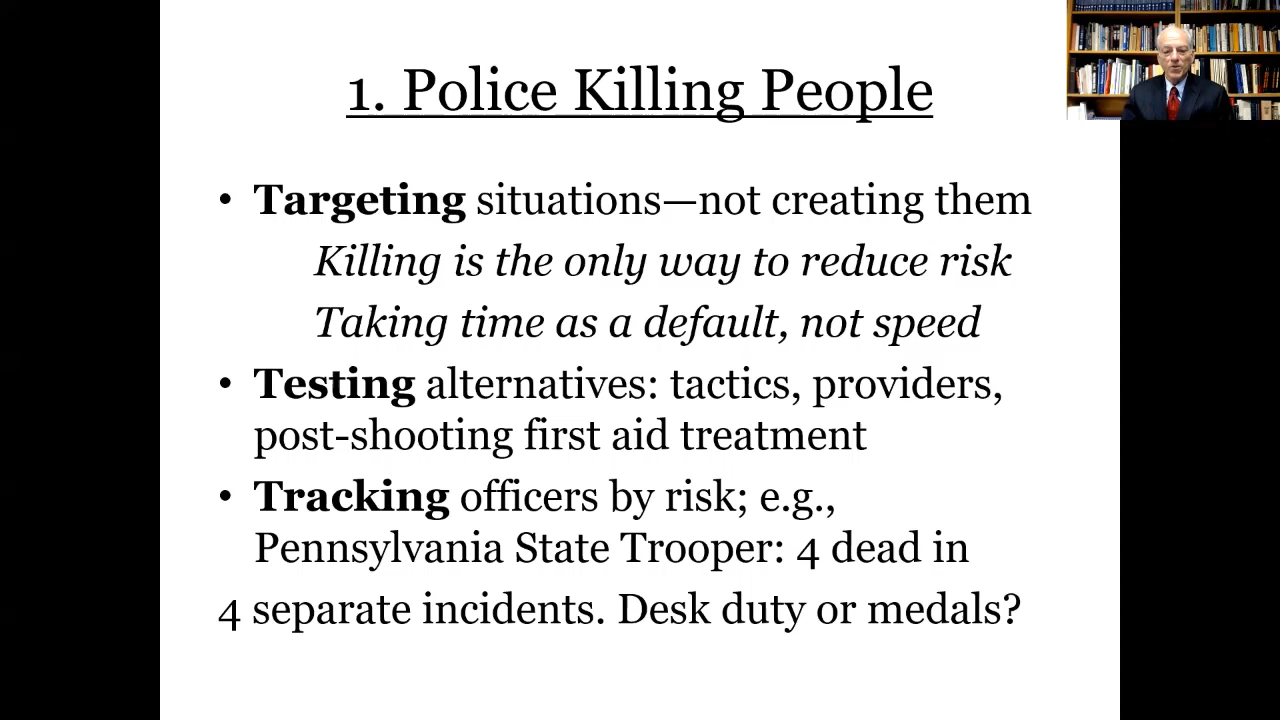 1. Police Killing People
• Targeting situations—not creating them
Killing is the only way to reduce risk
Taking time as a default, not speed
• Testing alternatives: tactics, providers,
post-shooting first aid treatment
• Tracking officers by risk; e.g.,
Pennsylvania State Trooper: 4 dead in
4 separate incidents. Desk duty or medals?